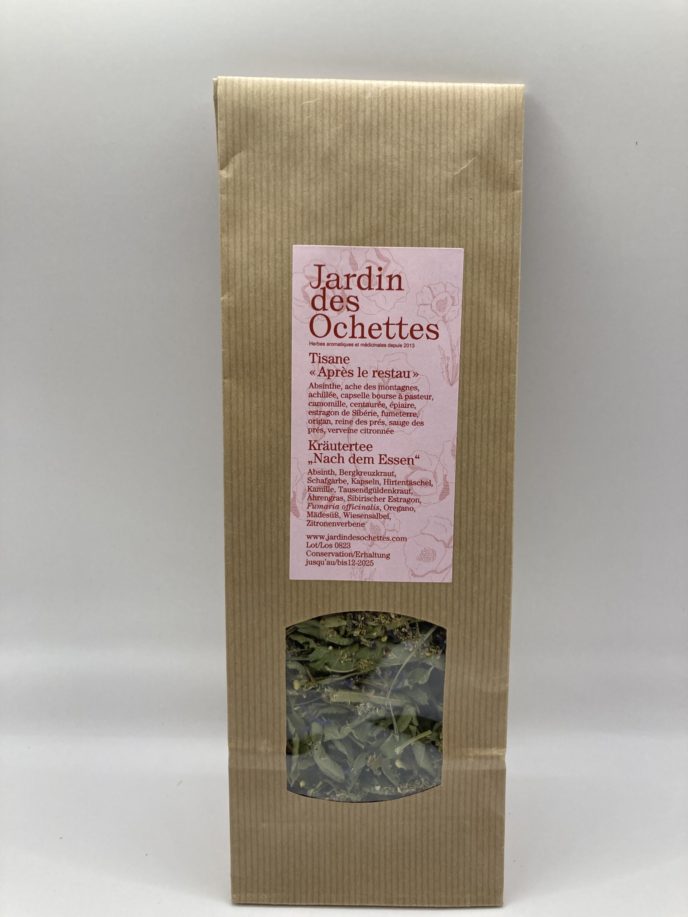 Jardin
des
Ochettes
Herbes aromatiques et médicinales depuis 2013
Tisane
« Après le restau »
Absinthe, ache des montagnes,
achillée, capselle bourse à pasteur,
camomille, centaurée, épiaire,
estragon de Sibérie, fumeterre,
origan, reine des prés, sauge des
prés, verveine citronnée
Kräutertee
„Nach dem Essen“
Absinth, Bergkreuzkraut,
Schafgarbe, Kapseln, Hirtentäschel,
Kamille, Tausendgüldenkraut,
Ährengras, Sibirischer Estragon,
Fumaria officinalis, Oregano,
Mädesüß, Wiesensalbei,
Zitronenverbene
www.jardindesochettes.com
Lot/Los 0823
Conservation/Erhaltung
jusqu'au/bis12-2025